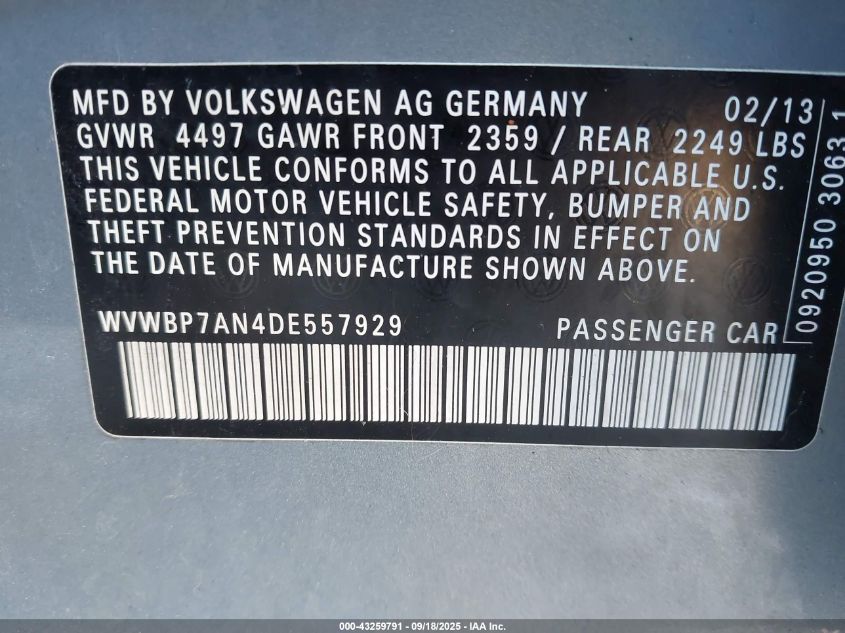 MFD BY VOLKSWAGEN AG GERMANY 02/13
GVWR 4497 GAWR FRONT 2359 / REAR 2249 LBS
THIS VEHICLE CONFORMS TO ALL APPLICABLE U.S.
FEDERAL MOTOR VEHICLE SAFETY, BUMPER AND
THEFT PREVENTION STANDARDS IN EFFECT ON
THE DATE OF MANUFACTURE SHOWN ABOVE.
WVWBP7AN4DE557929 PASSENGER CAR
0920950 3063 1
000-43259791 - 09/18/2025 - IAA Inc.